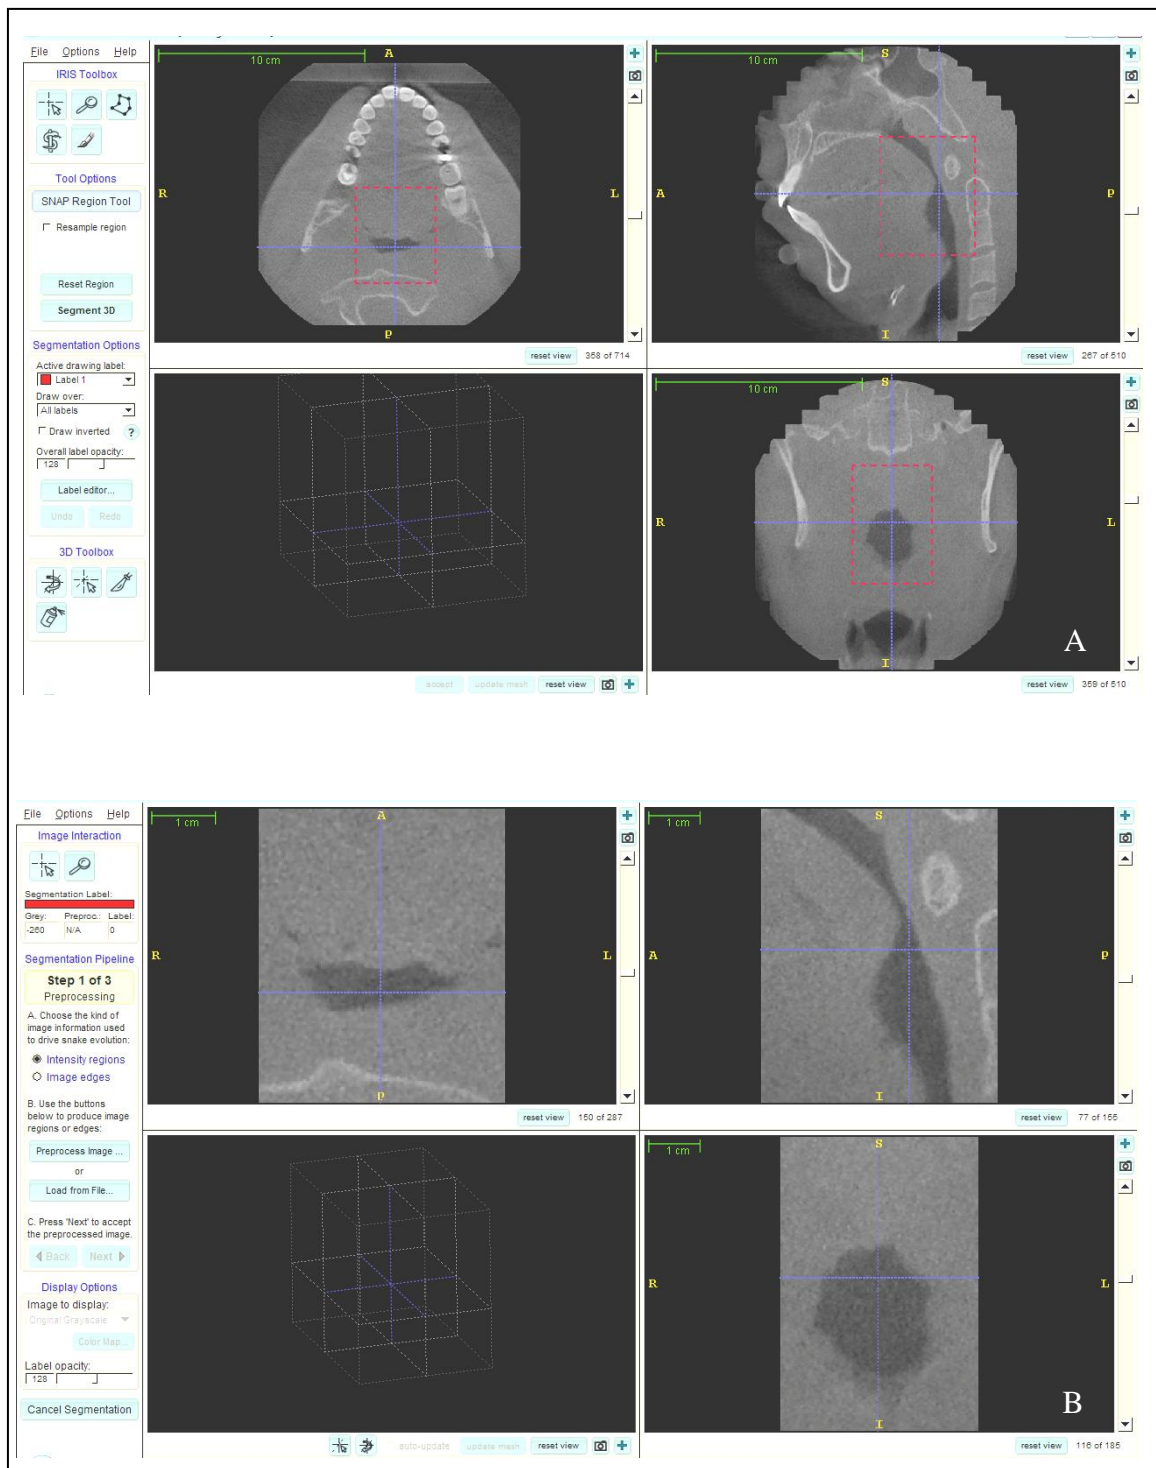 File Options Help
IRIS Toolbox
Tool Options
SNAP Region Tool
Resample region
Reset Region
Segment 3D
Segmentation Options
Active drawing label:
Label 1
Draw over:
All labels
Draw inverted ?
Overall label opacity:
128
Label editor...
Undo Redo
3D Toolbox
10 cm
A
R
L
P
reset view 358 of 714
10 cm
S
A
P
I
reset view 267 of 510
accept update mesh reset view
10 cm
S
R
L
I
A
reset view 359 of 510
File Options Help
Image Interaction
Segmentation Label:
Grey: Preproc.: Label:
-260 N/A 0
Segmentation Pipeline
Step 1 of 3
Preprocessing
A. Choose the kind of
image information used
to drive snake evolution:
Intensity regions
Image edges
B. Use the buttons
below to produce image
regions or edges:
Preprocess Image ...
or
Load from File...
C. Press 'Next' to accept
the preprocessed image.
Back Next
Display Options
Image to display:
Original Grayscale
Color Map...
Label opacity:
128
Cancel Segmentation
1 cm
A
R
L
P
reset view 150 of 287
1 cm
S
A
P
I
reset view 77 of 155
auto-update update mesh reset view
1 cm
S
R
L
I
B
reset view 116 of 185